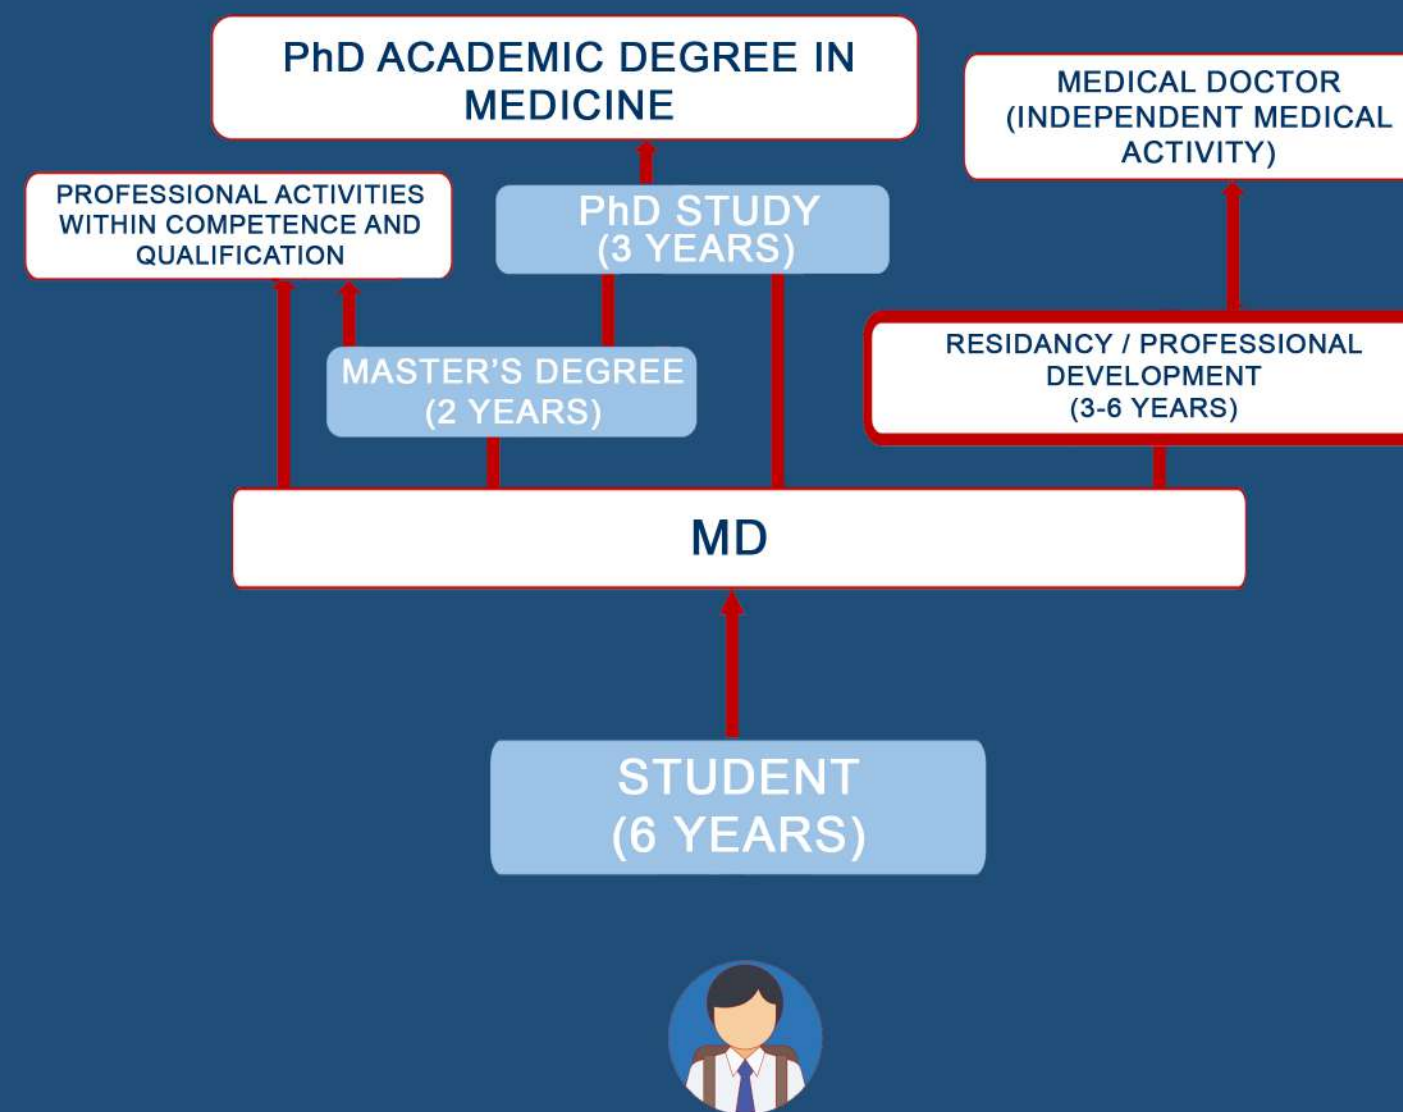 PhD ACADEMIC DEGREE IN
MEDICINE
MEDICAL DOCTOR
(INDEPENDENT MEDICAL
ACTIVITY)
PROFESSIONAL ACTIVITIES
WITHIN COMPETENCE AND
QUALIFICATION
PhD STUDY
(3 YEARS)
MASTER'S DEGREE
(2 YEARS)
RESIDANCY / PROFESSIONAL
DEVELOPMENT
(3-6 YEARS)
MD
STUDENT
(6 YEARS)